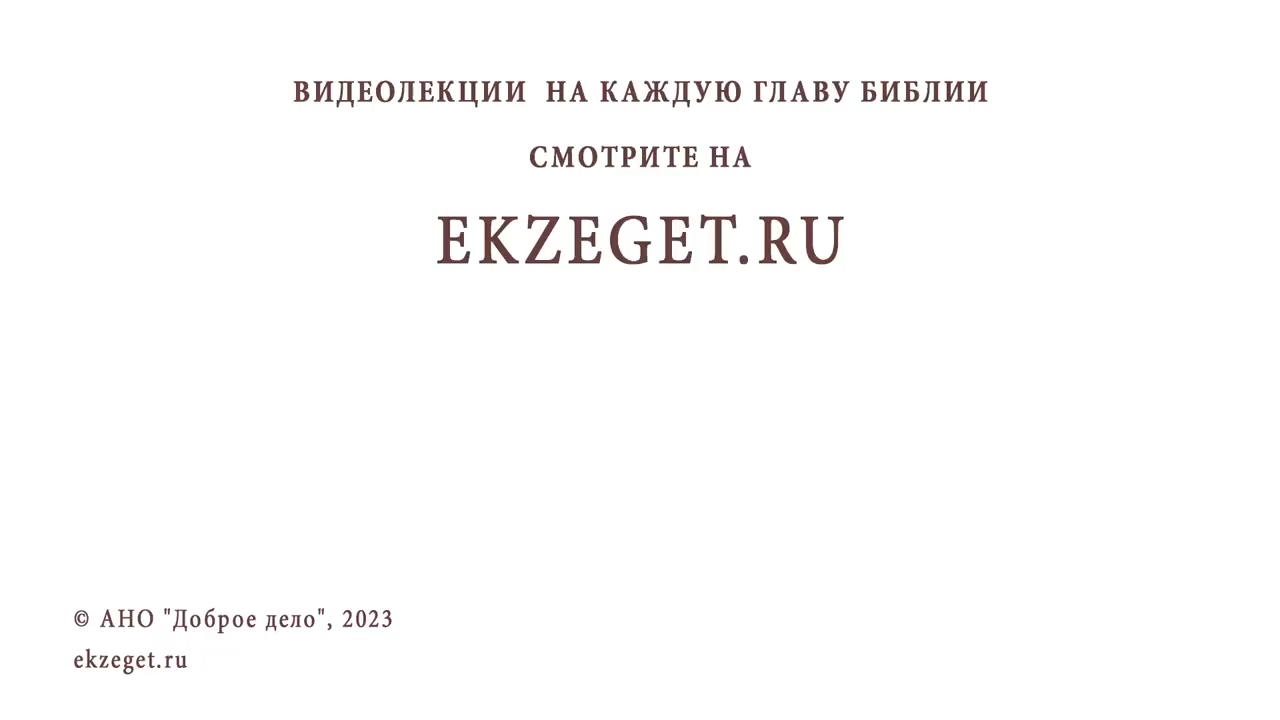 ВИДЕОЛЕКЦИИ НА КАЖДУЮ ГЛАВУ БИБЛИИ
СМОТРИТЕ НА
EKZEGET.RU
© АНО "Доброе дело", 2023
ekzeget.ru